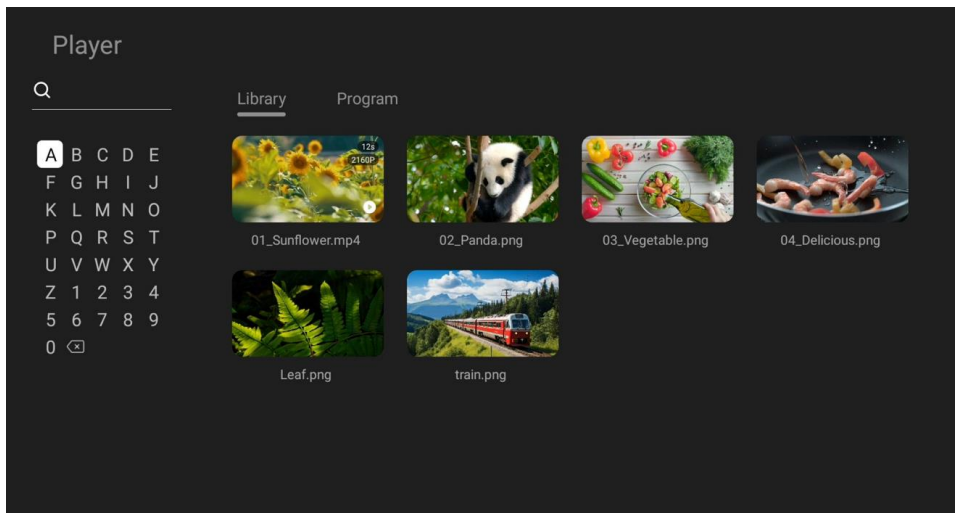 Player
Library Program
A B C D E
F G H I J
K L M N O
P Q R S T
U V W X Y
Z 1 2 3 4
5 6 7 8 9
0
12s
2160P
01_Sunflower.mp4 02_Panda.png 03_Vegetable.png 04_Delicious.png
Leaf.png train.png